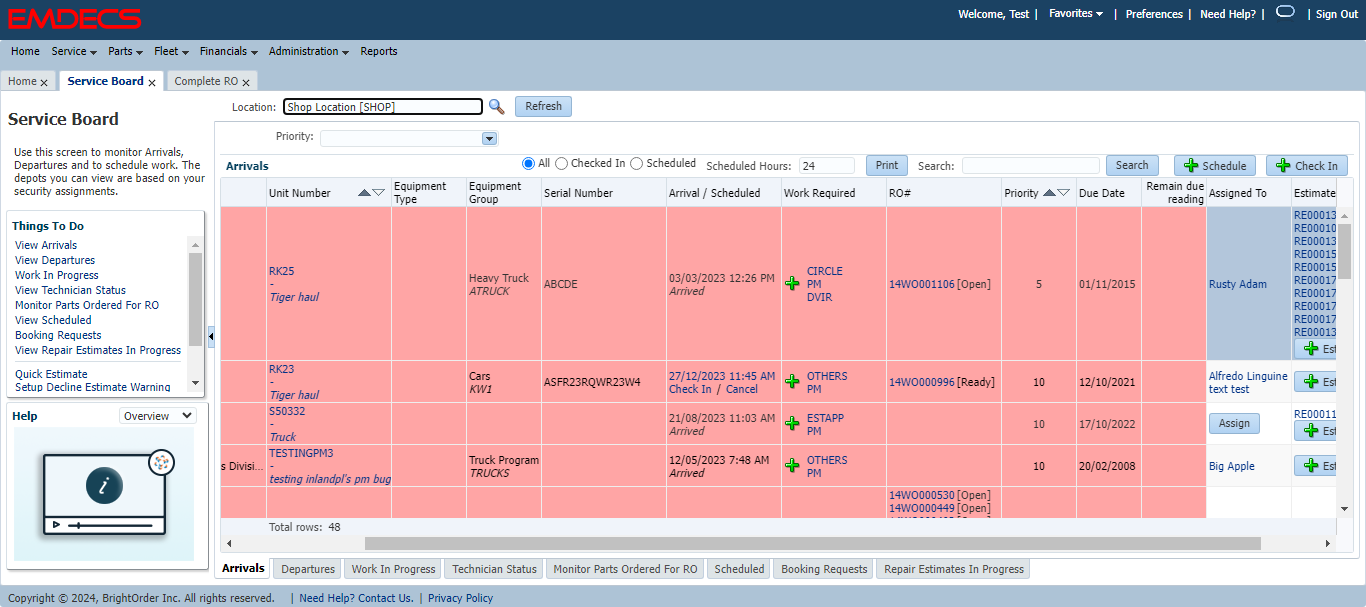 EMDECS
Welcome, Test | Favorites | Preferences | Need Help? | | Sign Out
Home Service Parts Fleet Financials Administration Reports
Home x Service Board x Complete RO x
Service Board
Use this screen to monitor Arrivals,
Departures and to schedule work. The
depots you can view are based on your
security assignments.
Things To Do
View Arrivals
View Departures
Work In Progress
View Technician Status
Monitor Parts Ordered For RO
View Scheduled
Booking Requests
View Repair Estimates In Progress
Quick Estimate
Setup Decline Estimate Warning
Help Overview
i
Location: Shop Location [SHOP] Refresh
Priority:
Arrivals All Checked In Scheduled Scheduled Hours: 24 Print Search: Search Schedule Check In
Unit Number Equipment Type Equipment Group Serial Number Arrival / Scheduled Work Required RO# Priority Due Date Remain due reading Assigned To Estimate
RK25
-
Tiger haul
Heavy Truck
ATRUCK
ABCDE
03/03/2023 12:26 PM
Arrived
CIRCLE
PM
DVIR
14WO001106 [Open]
5
01/11/2015
Rusty Adam
RE00013
RE00010
RE00013
RE00015
RE00015
RE00017
RE00017
RE00017
RE00017
RE00013
Est
RK23
-
Tiger haul
Cars
KW1
ASFR23RQWR23W4
27/12/2023 11:45 AM
Check In / Cancel
OTHERS
PM
14WO000996 [Ready]
10
12/10/2021
Alfredo Linguine
text test
Est
S50332
-
Truck
21/08/2023 11:03 AM
Arrived
ESTAPP
PM
10
17/10/2022
Assign
RE00011
Est
s Divisi...
TESTINGPM3
-
testing inlandpl's pm bug
Truck Program
TRUCKS
12/05/2023 7:48 AM
Arrived
OTHERS
PM
10
20/02/2008
Big Apple
Est
14WO000530 [Open]
14WO000449 [Open]
Total rows: 48
Arrivals Departures Work In Progress Technician Status Monitor Parts Ordered For RO Scheduled Booking Requests Repair Estimates In Progress
Copyright © 2024, BrightOrder Inc. All rights reserved. | Need Help? Contact Us. | Privacy Policy